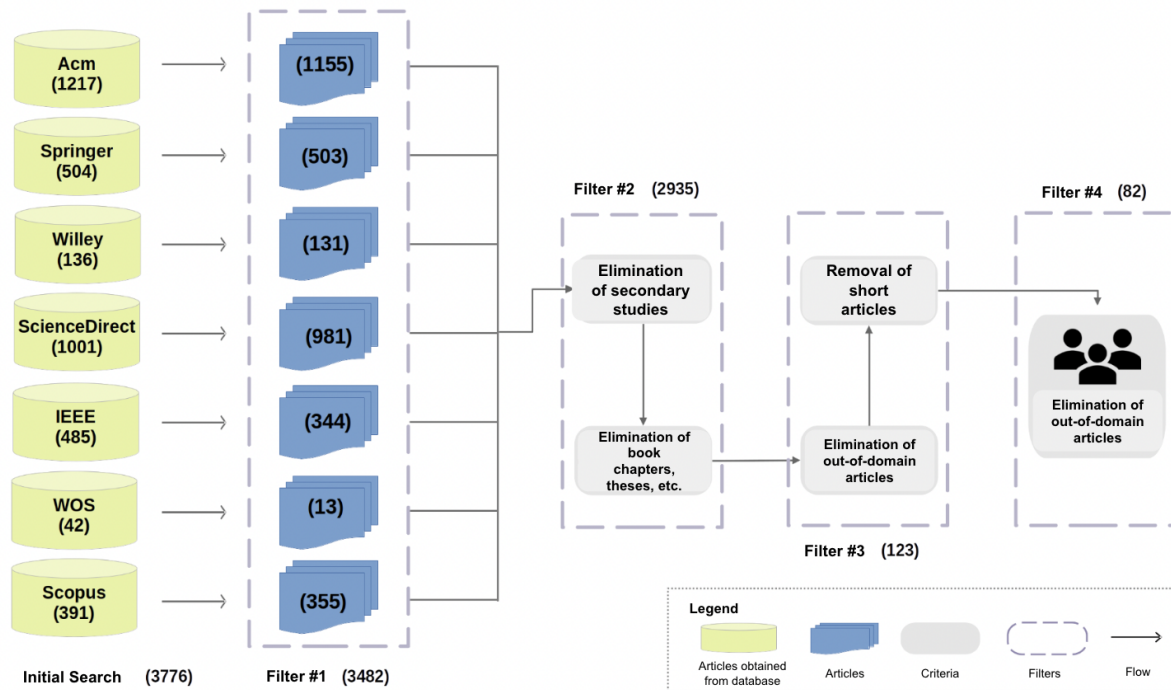 Acm
(1217)
(1155)
Springer
(504)
(503)
Willey
(136)
(131)
ScienceDirect
(1001)
(981)
IEEE
(485)
(344)
WOS
(42)
(13)
Scopus
(391)
(355)
Initial Search (3776)
Filter #1 (3482)
Filter #2 (2935)
Elimination
of secondary
studies
Elimination of
book
chapters,
theses, etc.
Removal of
short
articles
Elimination of
out-of-domain
articles
Filter #3 (123)
Filter #4 (82)
Elimination of
out-of-domain
articles
Legend
Articles obtained
from database
Articles
Criteria
Filters
Flow